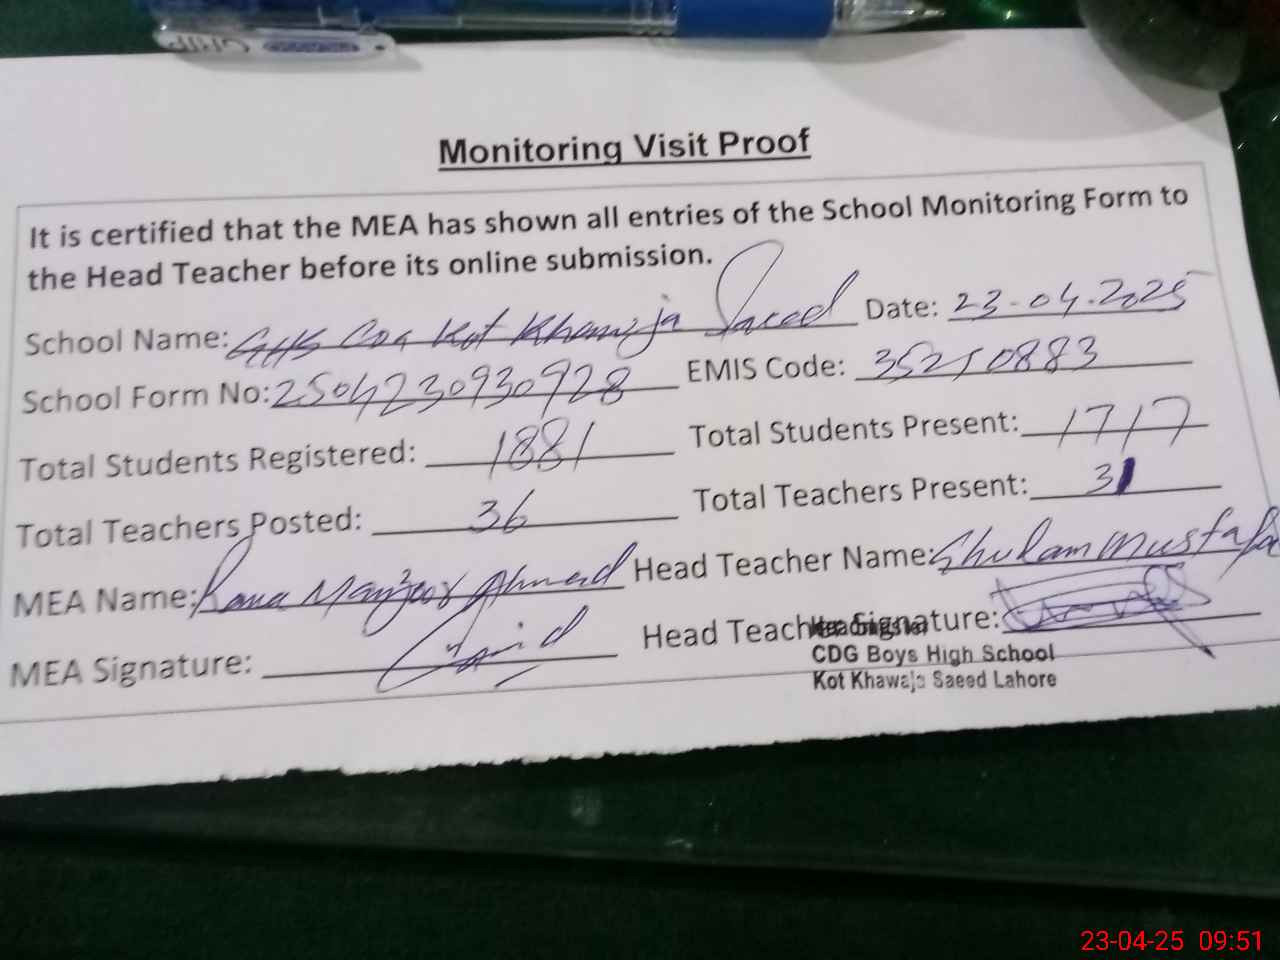 GRIP
Monitoring Visit Proof
It is certified that the MEA has shown all entries of the School Monitoring Form to
the Head Teacher before its online submission.
School Name: GHS CDG Kot Khawaja Saeed Date: 23-04-2025
School Form No: 2504230930928 EMIS Code: 35210883
Total Students Registered: 1881 Total Students Present: 1717
Total Teachers Posted: 36 Total Teachers Present: 31
MEA Name: Rana Manzoor Ahmed Head Teacher Name: Ghulam Mustafa
MEA Signature: Head Teacher Signature:
CDG Boys High School
Kot Khawaja Saeed Lahore
23-04-25 09:51